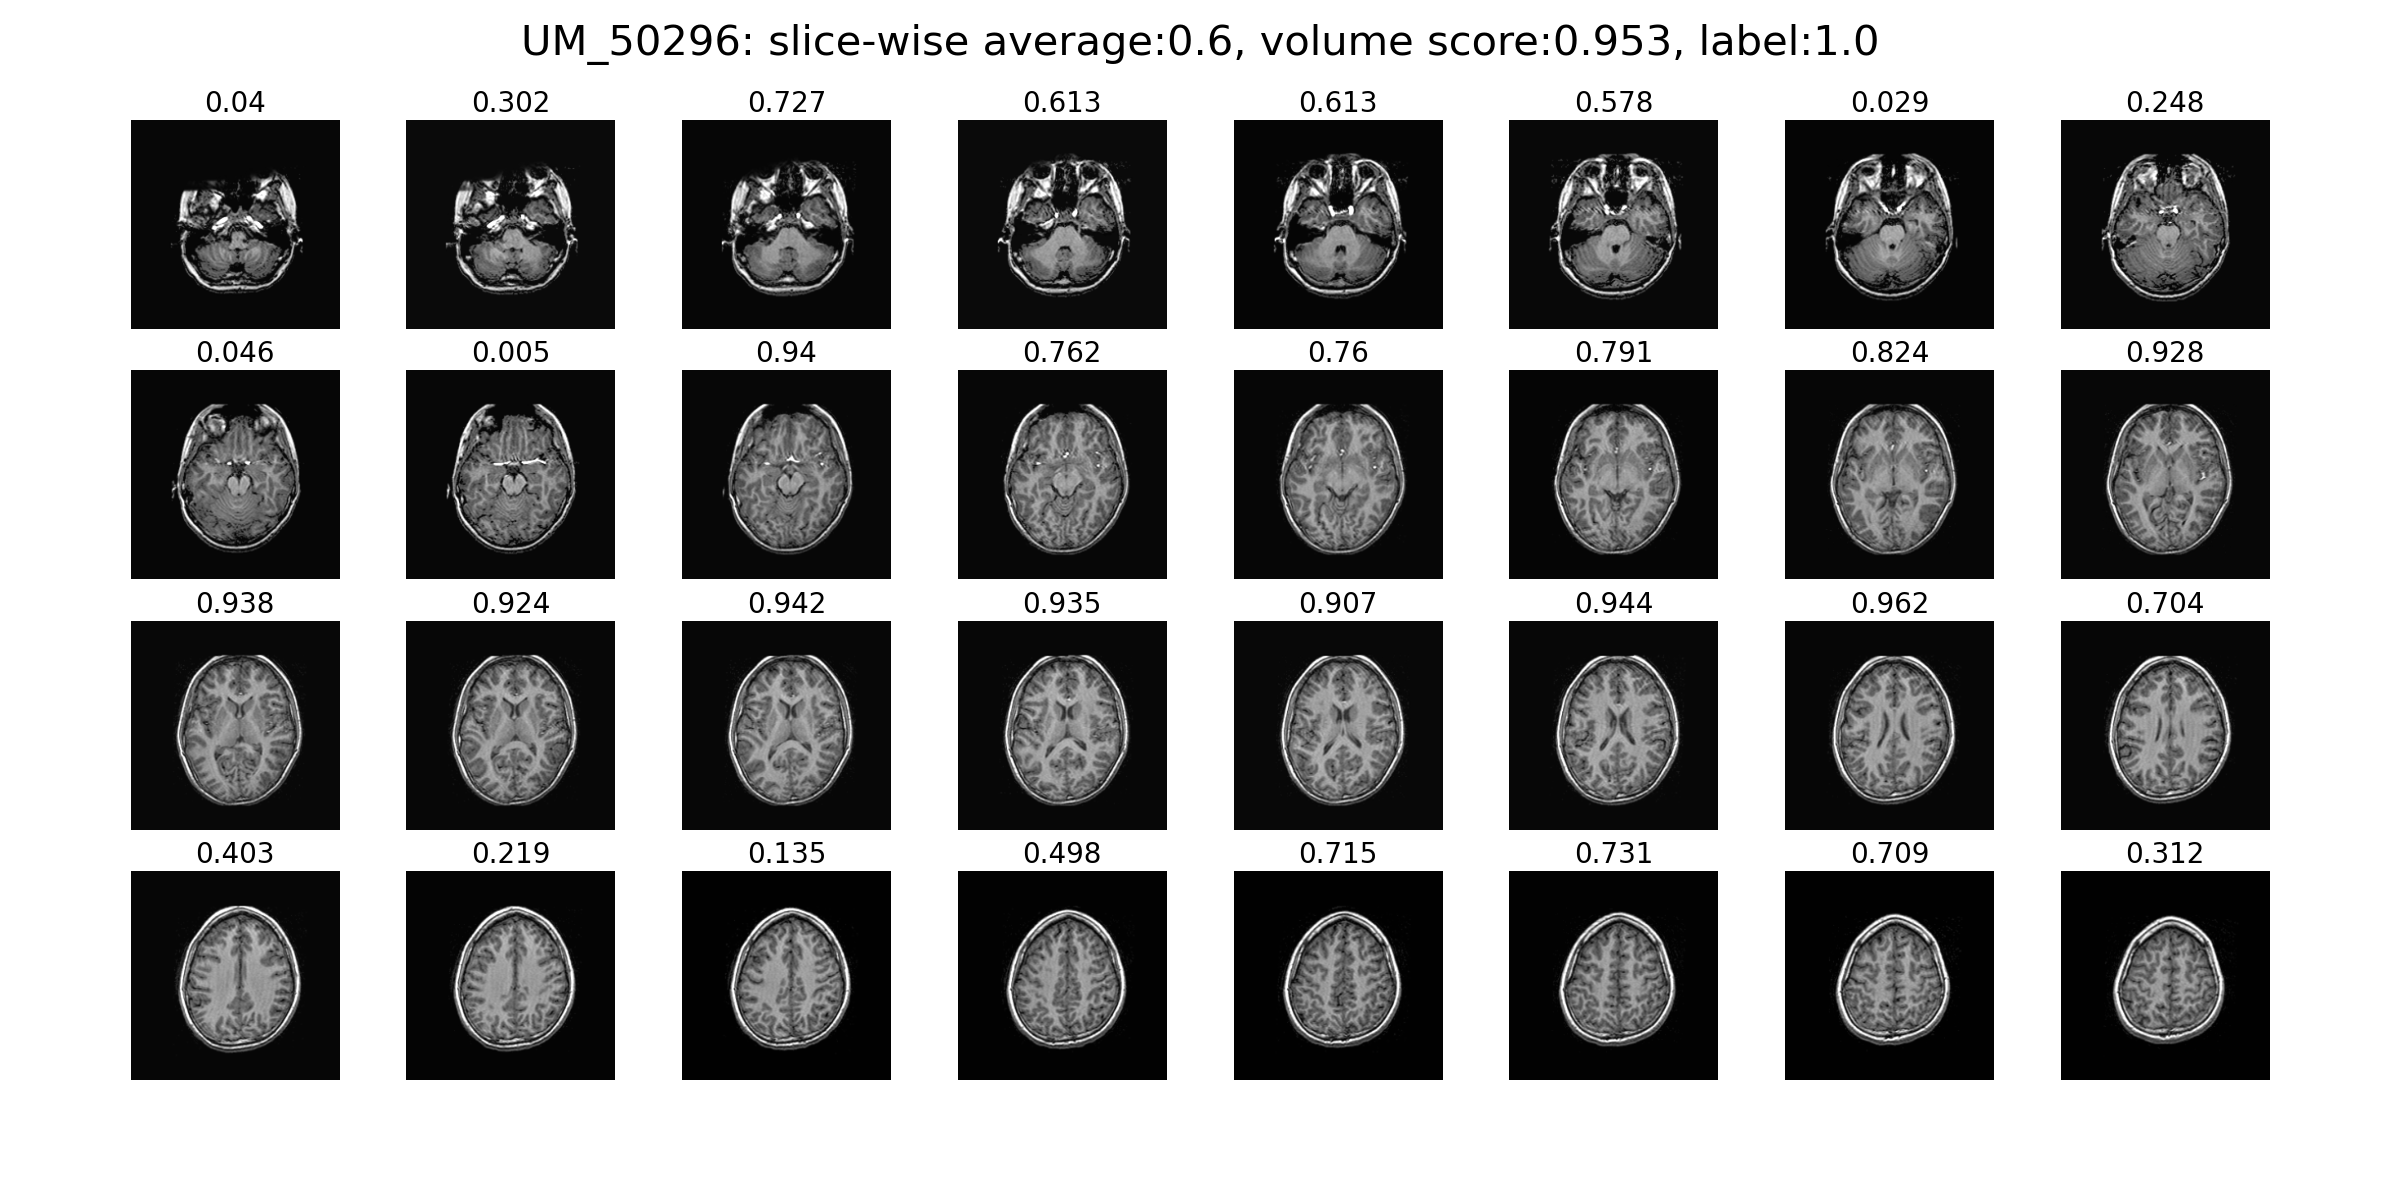 UM_50296: slice-wise average:0.6, volume score:0.953, label:1.0
0.04 0.302 0.727 0.613 0.613 0.578 0.029 0.248
0.046 0.005 0.94 0.762 0.76 0.791 0.824 0.928
0.938 0.924 0.942 0.935 0.907 0.944 0.962 0.704
0.403 0.219 0.135 0.498 0.715 0.731 0.709 0.312